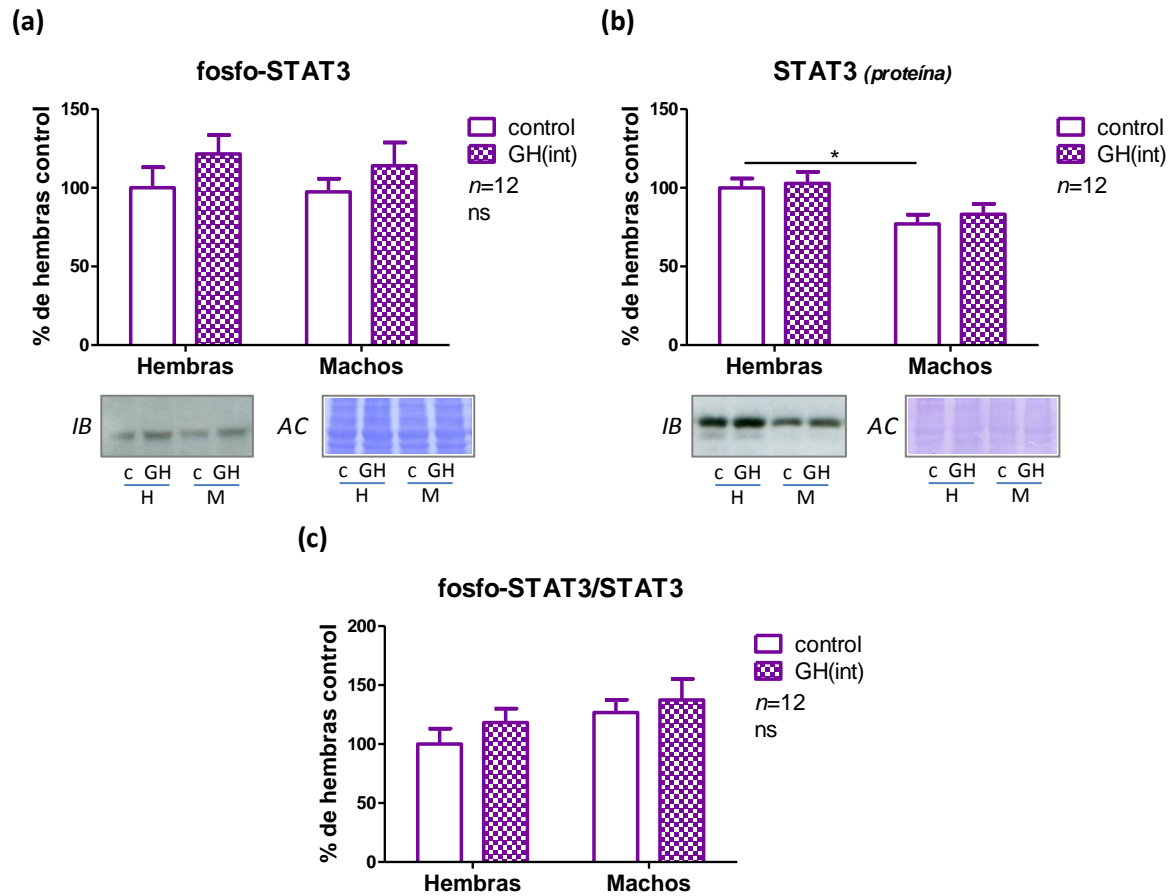 (a)
fosfo-STAT3
% de hembras control
150
100
50
0
Hembras
Machos
control
GH(int)
n=12
ns
IB
AC
c GH c GH
H M
c GH c GH
H M
(b)
STAT3 (proteína)
% de hembras control
150
100
50
0
*
Hembras
Machos
control
GH(int)
n=12
IB
AC
c GH c GH
H M
c GH c GH
H M
(c)
fosfo-STAT3/STAT3
% de hembras control
200
150
100
50
0
Hembras
Machos
control
GH(int)
n=12
ns